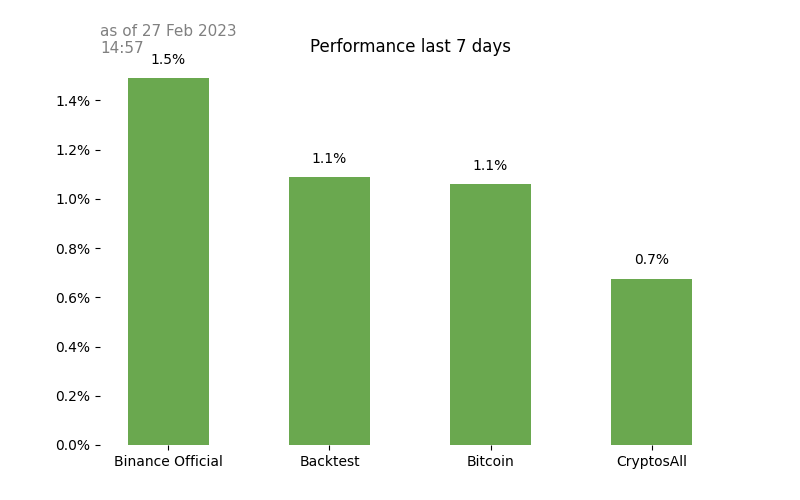 as of 27 Feb 2023
14:57
Performance last 7 days
1.5%
1.1%
1.1%
0.7%
1.4%
1.2%
1.0%
0.8%
0.6%
0.4%
0.2%
0.0%
Binance Official
Backtest
Bitcoin
CryptosAll